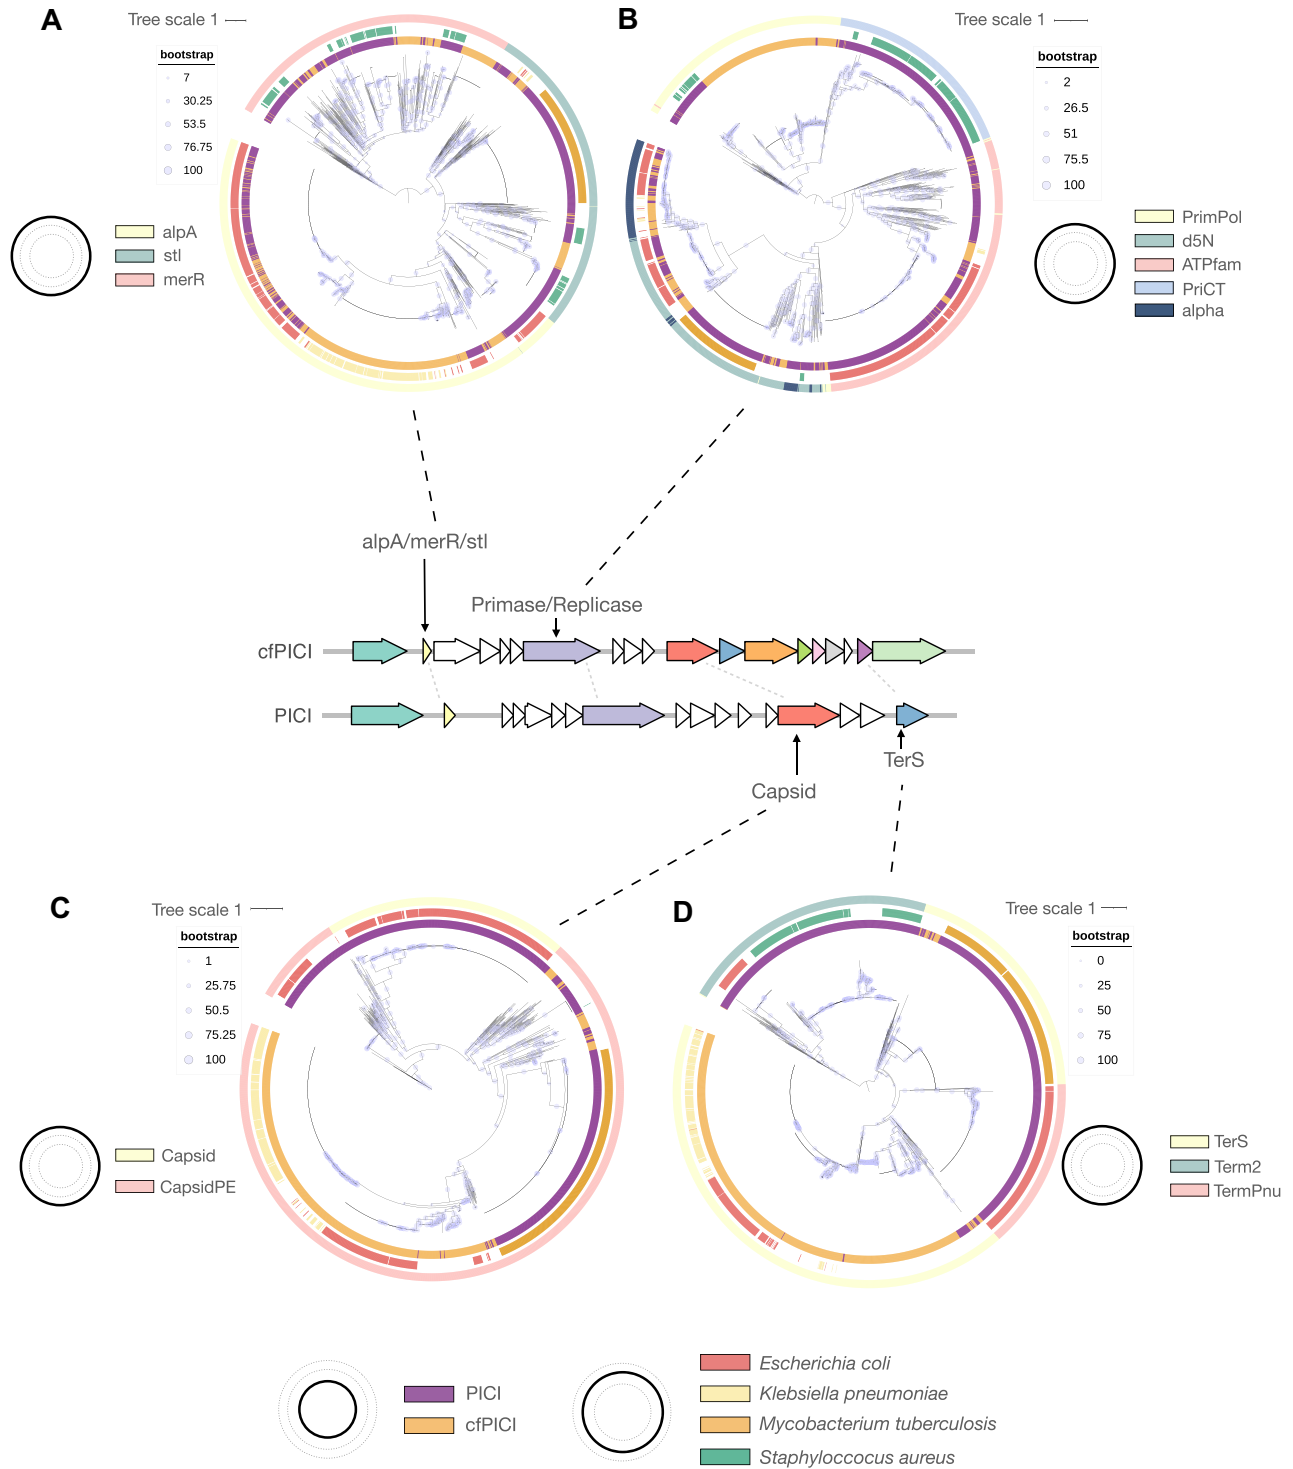 A
Tree scale 1
bootstrap
7
30.25
53.5
76.75
100
alpA
stl
merR
B
Tree scale 1
bootstrap
2
26.5
51
75.5
100
PrimPol
d5N
ATPfam
PriCT
alpha
alpA/merR/stl
Primase/Replicase
cfPICI
PICI
TerS
Capsid
C
Tree scale 1
bootstrap
1
25.75
50.5
75.25
100
Capsid
CapsidPE
D
Tree scale 1
bootstrap
0
25
50
75
100
TerS
Term2
TermPnu
PICI
cfPICI
Escherichia coli
Klebsiella pneumoniae
Mycobacterium tuberculosis
Staphyloccocus aureus